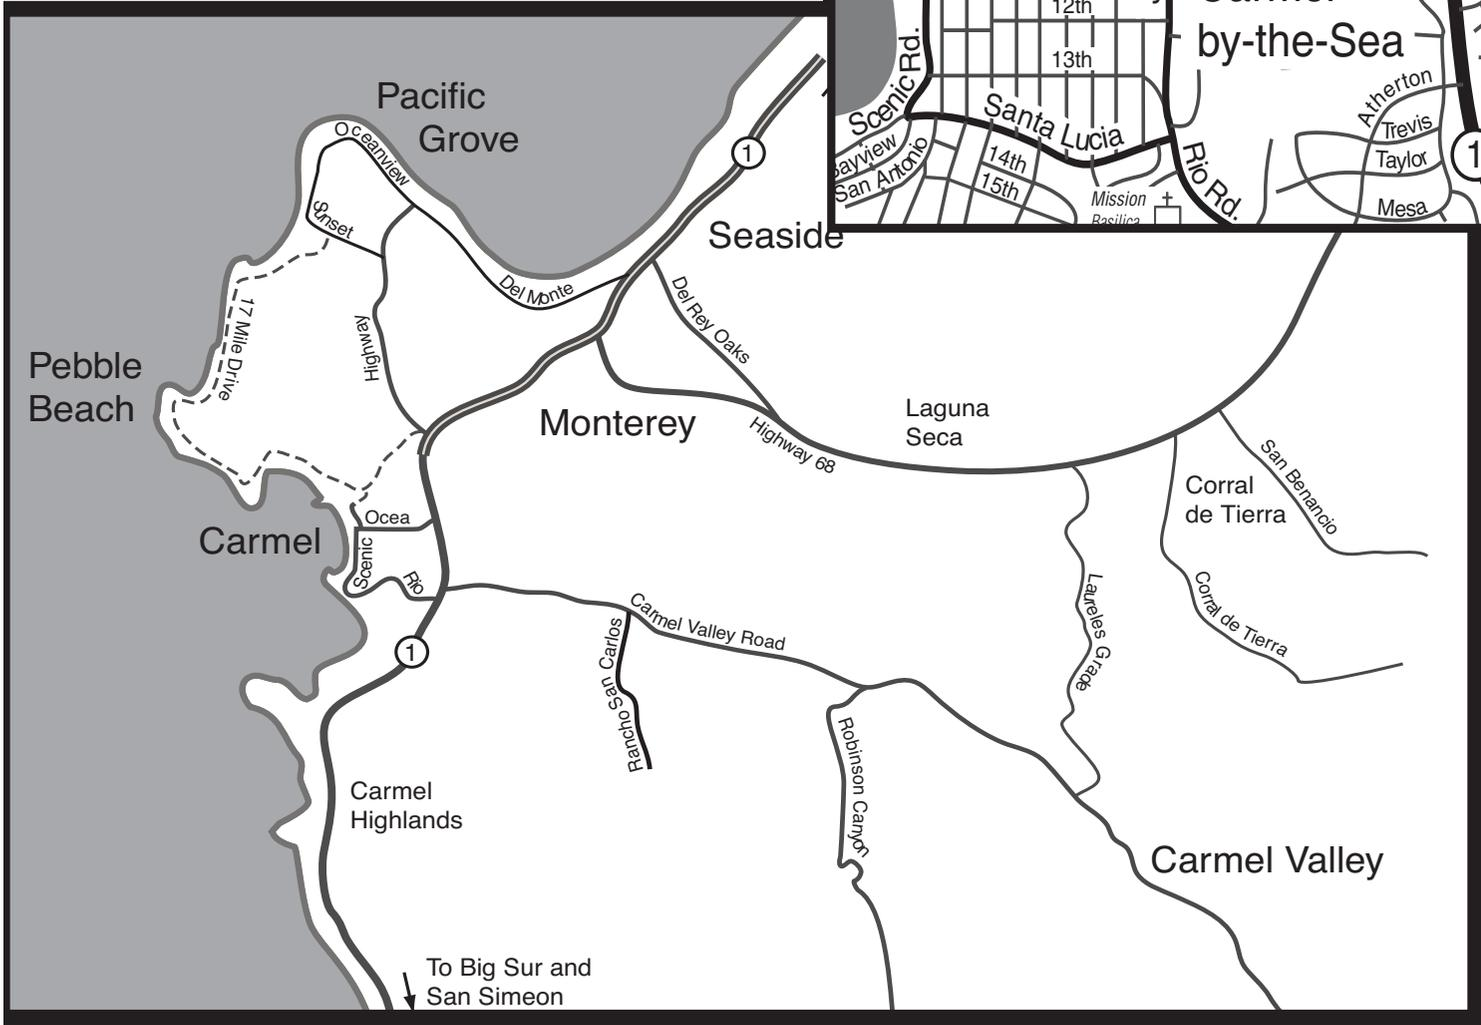 12th
by-the-Sea
13th
Scenic Rd.
Santa Lucia
Atherton
Trevis
Taylor
Mesa
1
Bayview
San Antonio
14th
15th
Mission
Basilica
Rio Rd.
Pacific
Grove
Oceanview
1
Sunset
Seaside
Del Monte
Del Rey Oaks
17 Mile Drive
Highway
Pebble
Beach
Monterey
Highway 68
Laguna
Seca
San Benancio
Corral
de Tierra
Carmel
Ocea
Scenic
Rio
Laureles Grade
Corral de Tierra
Carmel Valley Road
1
Rancho San Carlos
Robinson Canyon
Carmel
Highlands
Carmel Valley
To Big Sur and
San Simeon